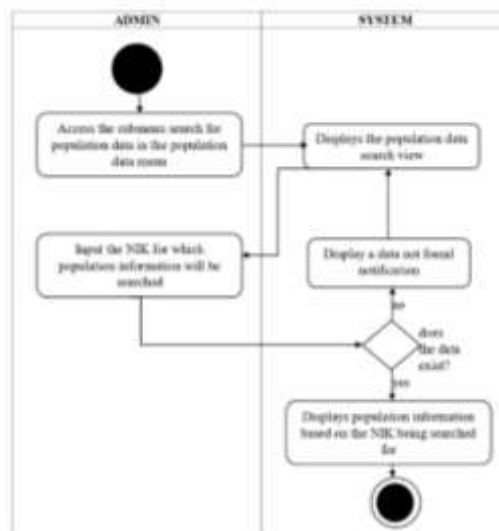 ADMIN
SYSTEM
Access the submenu search for
population data in the population
data menu
Displays the population data
search view
Input the NIK for which
population information will be
searched
Display a data not found
notification
no
does
the data
exist?
yes
Displays population information
based on the NIK being searched
for